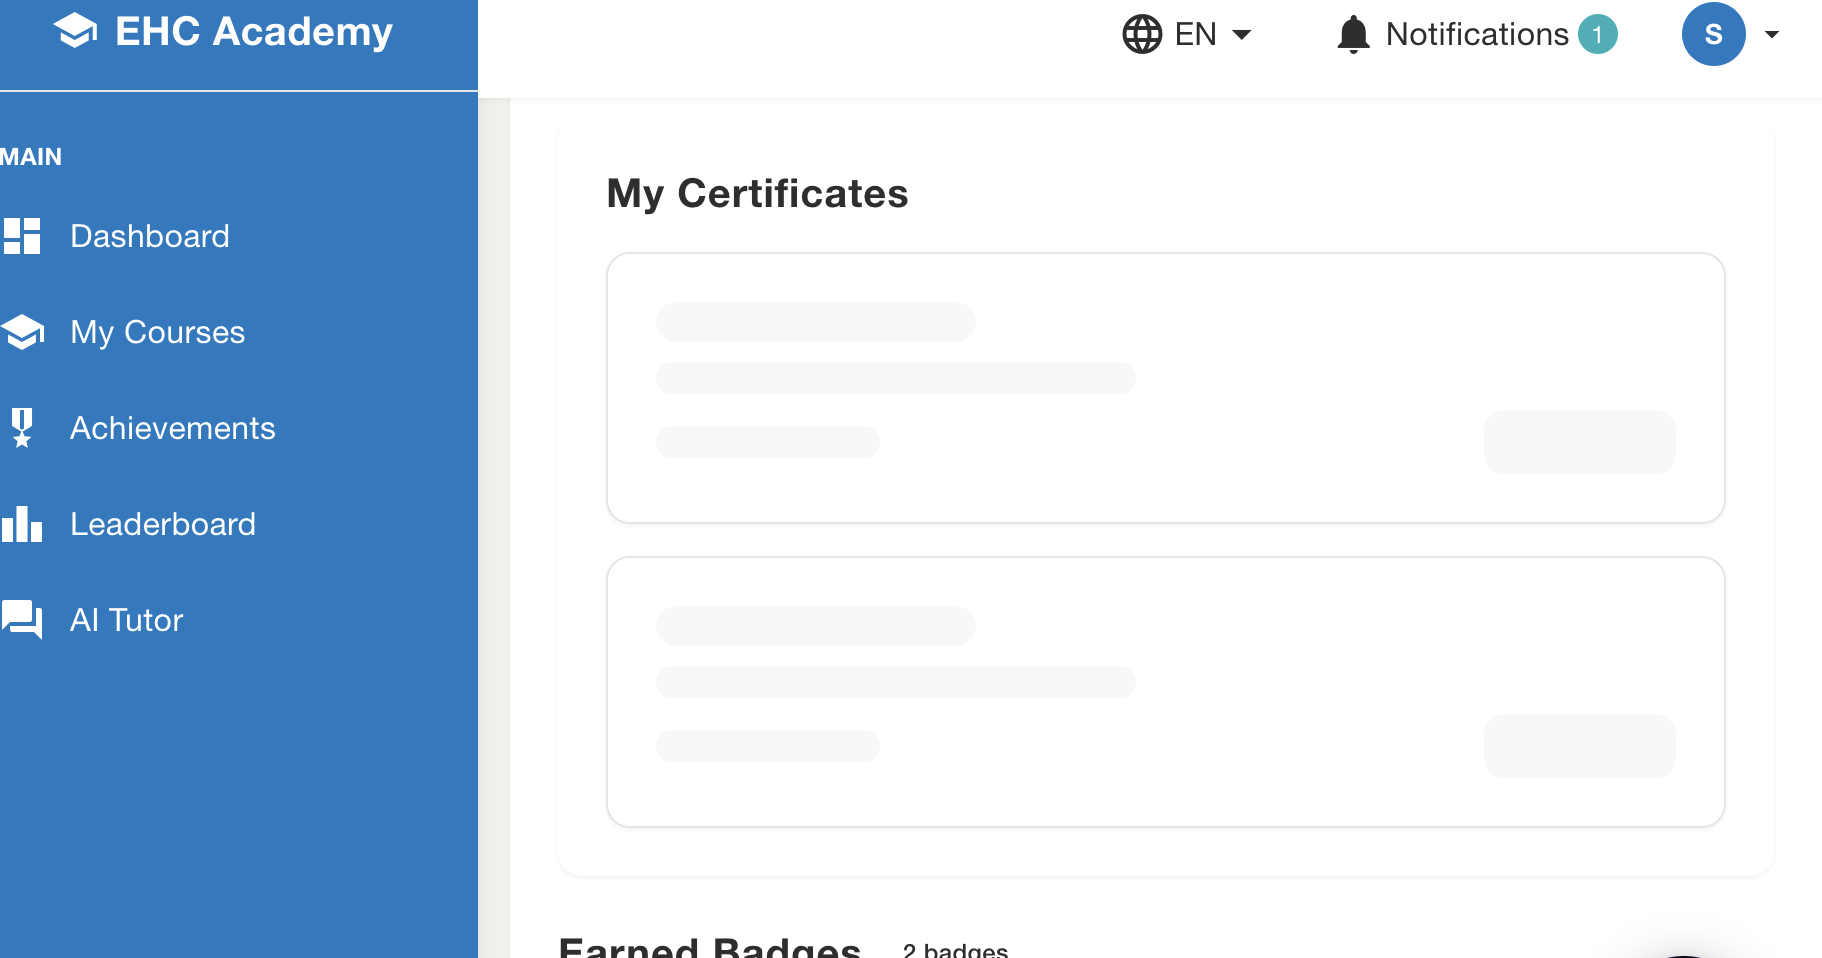 EHC Academy
EN
Notifications 1
S
MAIN
Dashboard
My Courses
Achievements
Leaderboard
AI Tutor
My Certificates
Earned Badges 2 badges